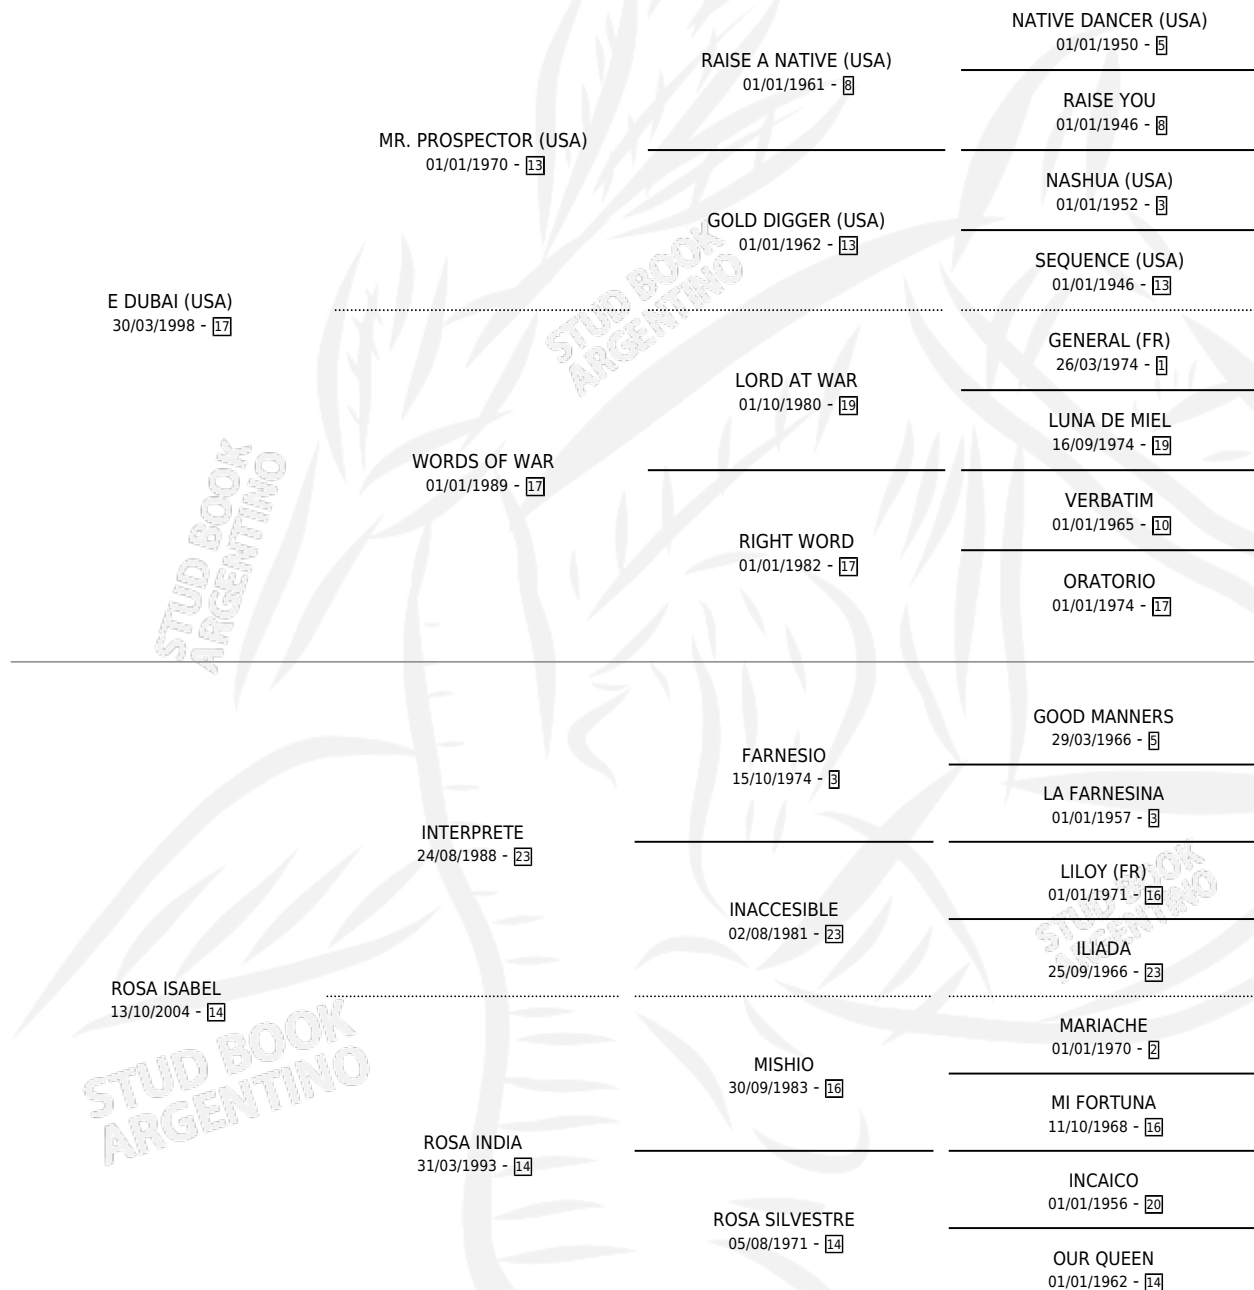 NATIVE DANCER (USA)
01/01/1950 - 5
RAISE A NATIVE (USA)
01/01/1961 - 8
RAISE YOU
01/01/1946 - 8
MR. PROSPECTOR (USA)
01/01/1970 - 13
NASHUA (USA)
01/01/1952 - 3
GOLD DIGGER (USA)
01/01/1962 - 13
SEQUENCE (USA)
01/01/1946 - 13
E DUBAI (USA)
30/03/1998 - 17
GENERAL (FR)
26/03/1974 - 1
LORD AT WAR
01/10/1980 - 19
LUNA DE MIEL
16/09/1974 - 19
WORDS OF WAR
01/01/1989 - 17
VERBATIM
01/01/1965 - 10
RIGHT WORD
01/01/1982 - 17
ORATORIO
01/01/1974 - 17
GOOD MANNERS
29/03/1966 - 5
FARNESIO
15/10/1974 - 3
LA FARNESINA
01/01/1957 - 3
INTERPRETE
24/08/1988 - 23
LILOY (FR)
01/01/1971 - 16
INACCESIBLE
02/08/1981 - 23
ILIADA
25/09/1966 - 23
ROSA ISABEL
13/10/2004 - 14
MARIACHE
01/01/1970 - 2
MISHIO
30/09/1983 - 16
MI FORTUNA
11/10/1968 - 16
ROSA INDIA
31/03/1993 - 14
INCAICO
01/01/1956 - 20
ROSA SILVESTRE
05/08/1971 - 14
OUR QUEEN
01/01/1962 - 14
STUD BOOK
ARGENTINO
STUD BOOK
ARGENTINO
STUD BOOK
ARGENTINO
STUD BOOK
ARGENTINO